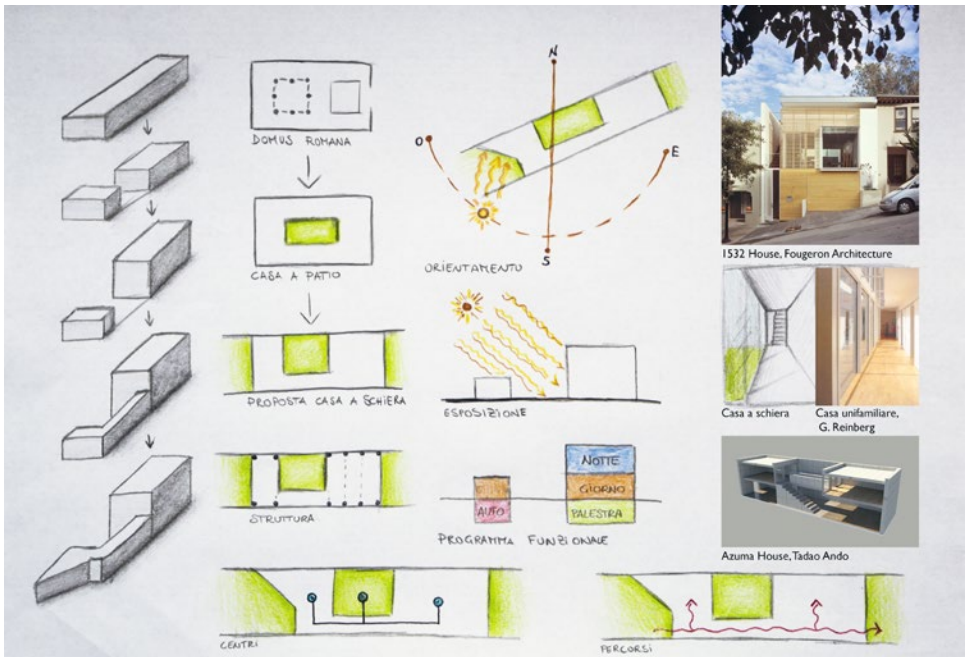 DOMUS ROMANA
CASA A PATIO
PROPOSTA CASA A SCHIERA
STRUTTURA
CENTRI
N
O
E
S
ORIENTAMENTO
ESPOSIZIONE
NOTTE
GIORNO
AUTO
PALESTRA
PROGRAMMA FUNZIONALE
PERCORSI
1532 House, Fougeron Architecture
Casa a schiera
Casa unifamiliare,
G. Reinberg
Azuma House, Tadao Ando